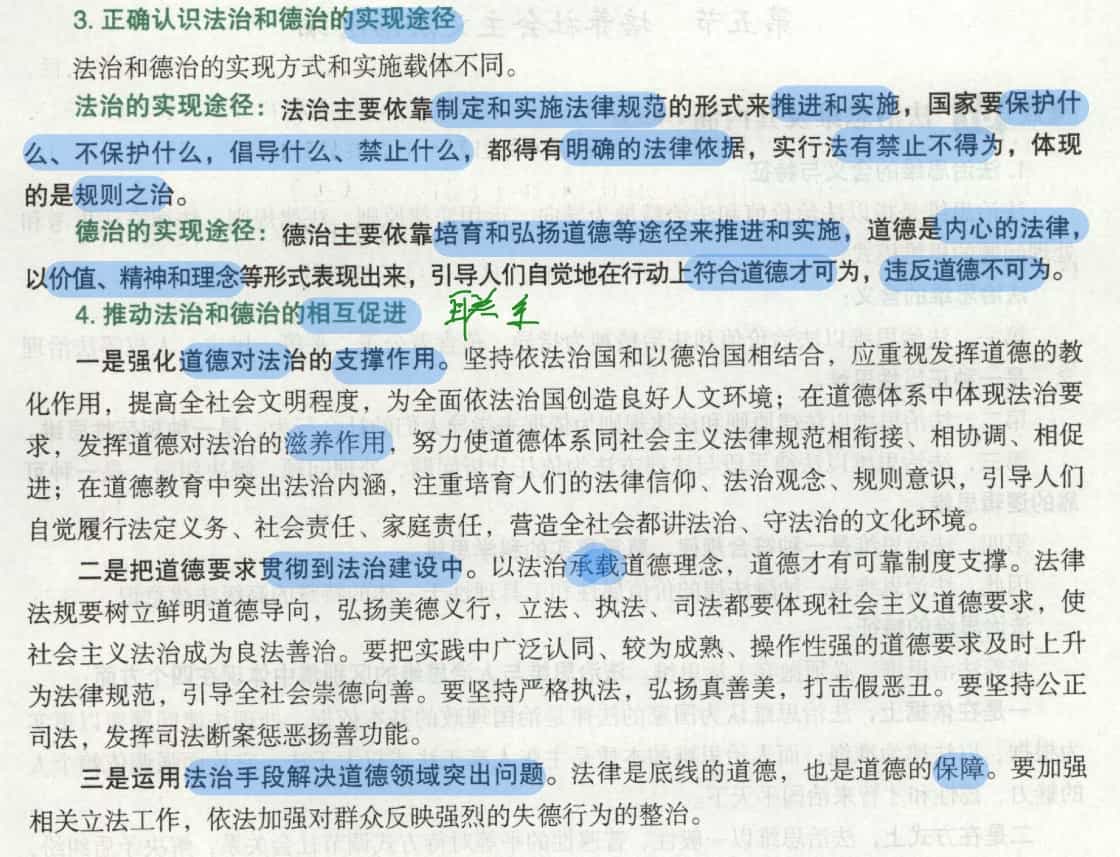 3. 正确认识法治和德治的实现途径
法治和德治的实现方式和实施载体不同。
法治的实现途径：法治主要依靠制定和实施法律规范的形式来推进和实施，国家要保护什
么、不保护什么，倡导什么、禁止什么，都得有明确的法律依据，实行法有禁止不得为，体现
的是规则之治。
德治的实现途径：德治主要依靠培育和弘扬道德等途径来推进和实施，道德是内心的法律，
以价值、精神和理念等形式表现出来，引导人们自觉地在行动上符合道德才可为，违反道德不可为。
4. 推动法治和德治的相互促进 联系
一是强化道德对法治的支撑作用。坚持依法治国和以德治国相结合，应重视发挥道德的教
化作用，提高全社会文明程度，为全面依法治国创造良好人文环境；在道德体系中体现法治要
求，发挥道德对法治的滋养作用，努力使道德体系同社会主义法律规范相衔接、相协调、相促
进；在道德教育中突出法治内涵，注重培育人们的法律信仰、法治观念、规则意识，引导人们
自觉履行法定义务、社会责任、家庭责任，营造全社会都讲法治、守法治的文化环境。
二是把道德要求贯彻到法治建设中。以法治承载道德理念，道德才有可靠制度支撑。法律
法规要树立鲜明道德导向，弘扬美德义行，立法、执法、司法都要体现社会主义道德要求，使
社会主义法治成为良法善治。要把实践中广泛认同、较为成熟、操作性强的道德要求及时上升
为法律规范，引导全社会崇德向善。要坚持严格执法，弘扬真善美，打击假恶丑。要坚持公正
司法，发挥司法断案惩恶扬善功能。
三是运用法治手段解决道德领域突出问题。法律是底线的道德，也是道德的保障。要加强
相关立法工作，依法加强对群众反映强烈的失德行为的整治。